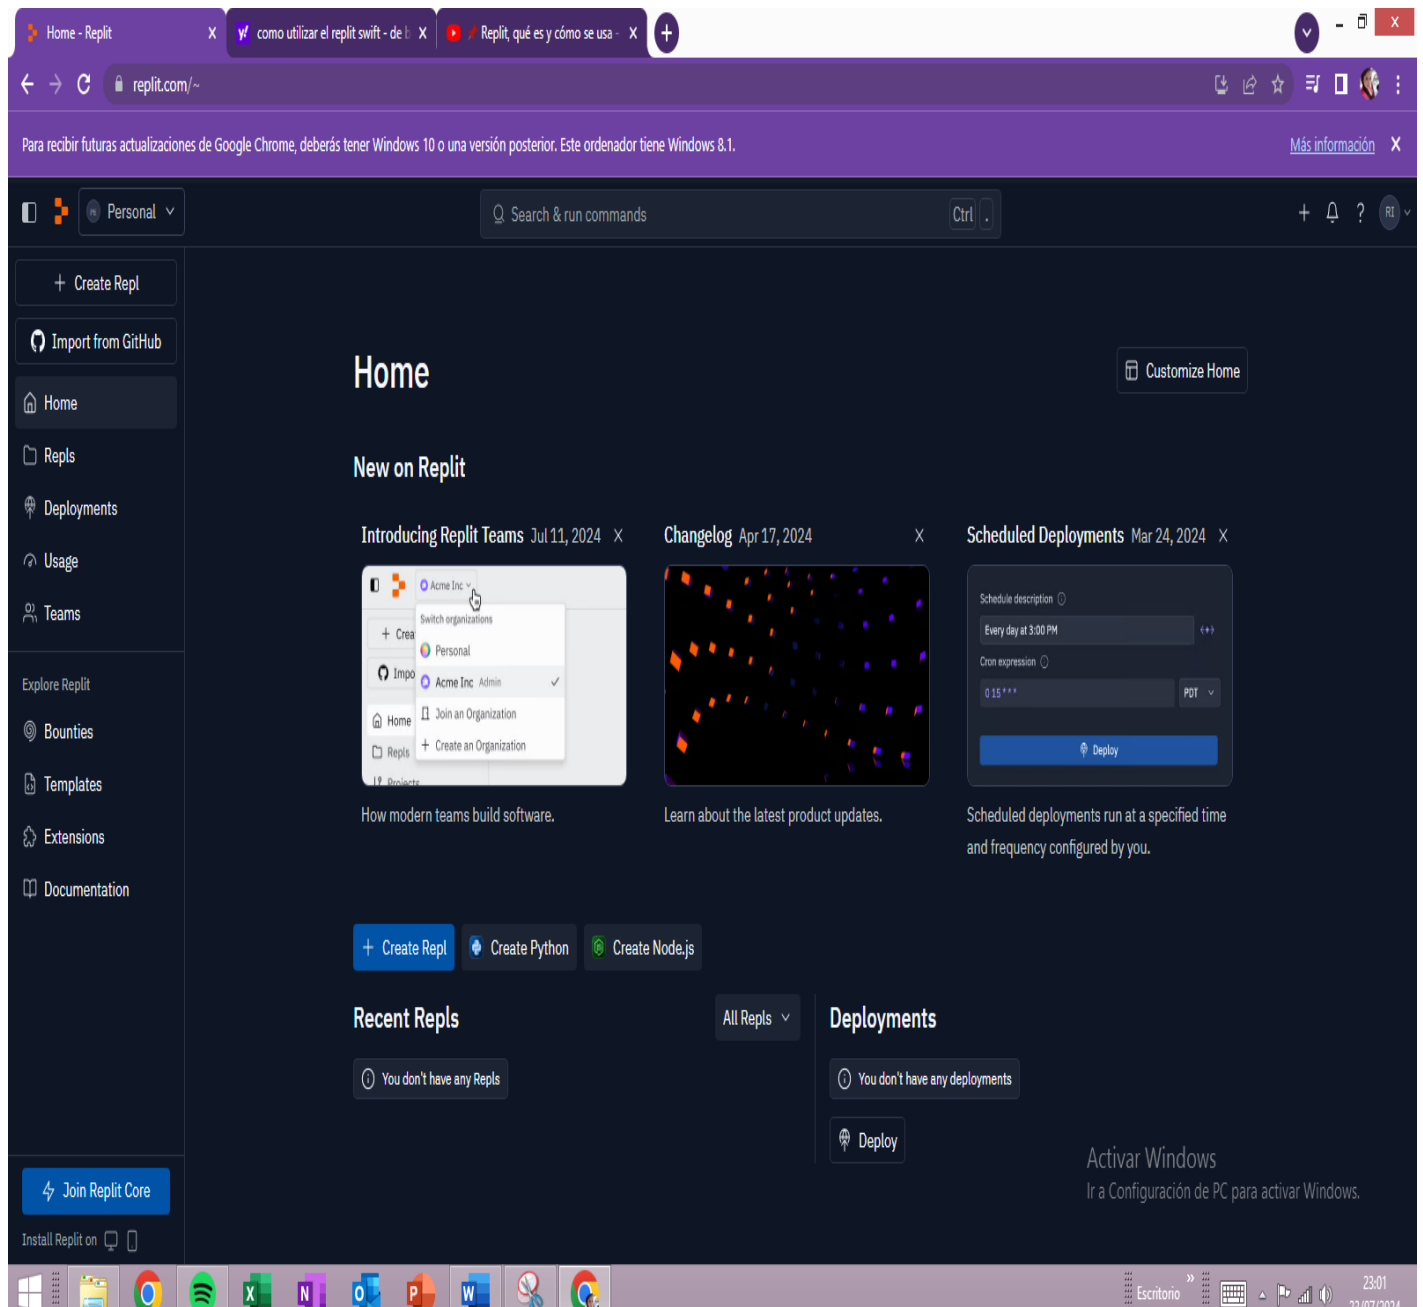 Home - Replit
como utilizar el replit swift - de b
Replit, qué es y cómo se usa -
replit.com/~
Para recibir futuras actualizaciones de Google Chrome, deberás tener Windows 10 o una versión posterior. Este ordenador tiene Windows 8.1.
Más información
Personal
Search & run commands
Ctrl .
RI
+ Create Repl
Import from GitHub
Home
Repls
Deployments
Usage
Teams
Explore Replit
Bounties
Templates
Extensions
Documentation
Join Replit Core
Install Replit on
Home
Customize Home
New on Replit
Introducing Replit Teams Jul 11, 2024
Acme Inc
Switch organizations
+ Crea
Personal
Impo
Acme Inc Admin
Home
Join an Organization
Repls
+ Create an Organization
Projects
How modern teams build software.
Changelog Apr 17, 2024
Learn about the latest product updates.
Scheduled Deployments Mar 24, 2024
Schedule description
Every day at 3:00 PM
Cron expression
0 15 * * *
PDT
Deploy
Scheduled deployments run at a specified time
and frequency configured by you.
+ Create Repl
Create Python
Create Node.js
Recent Repls
All Repls
You don't have any Repls
Deployments
You don't have any deployments
Deploy
Activar Windows
Ir a Configuración de PC para activar Windows.
Escritorio
23:01